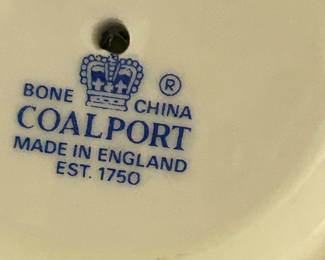 BONE CHINA ®
COALPORT
MADE IN ENGLAND
EST. 1750